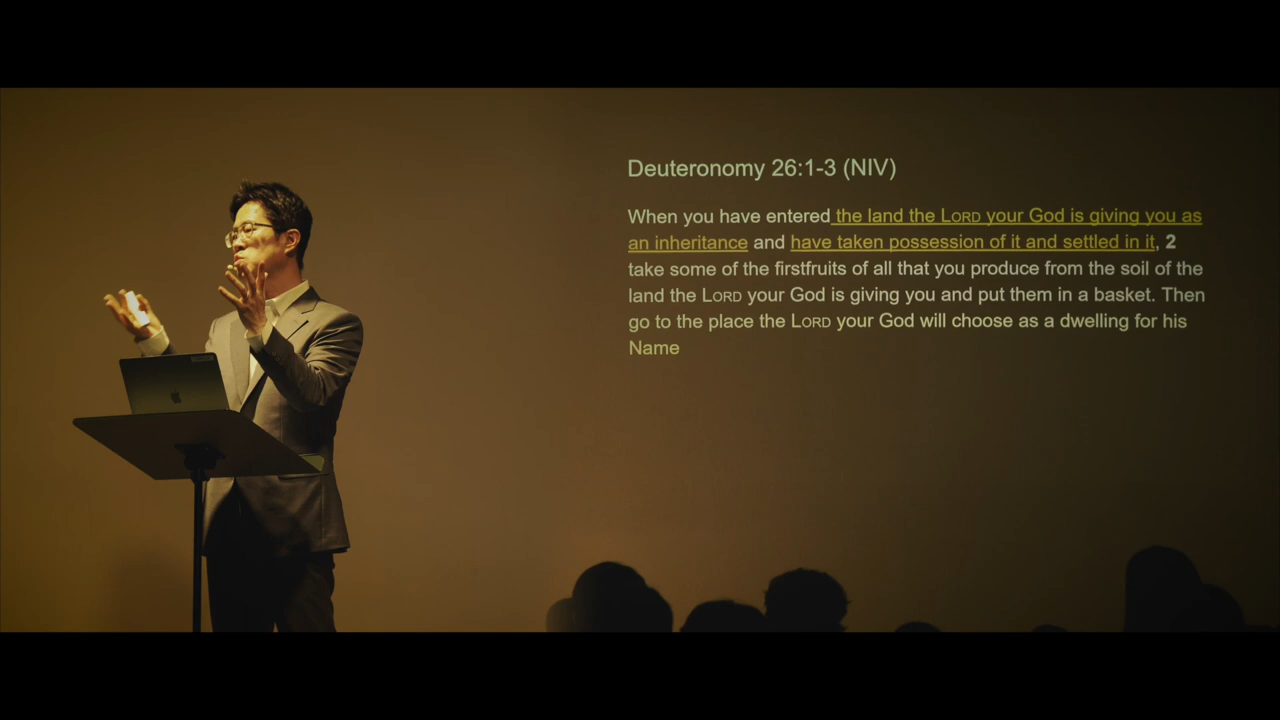 Deuteronomy 26:1-3 (NIV)
When you have entered the land the LORD your God is giving you as
an inheritance and have taken possession of it and settled in it, 2
take some of the firstfruits of all that you produce from the soil of the
land the LORD your God is giving you and put them in a basket. Then
go to the place the LORD your God will choose as a dwelling for his
Name